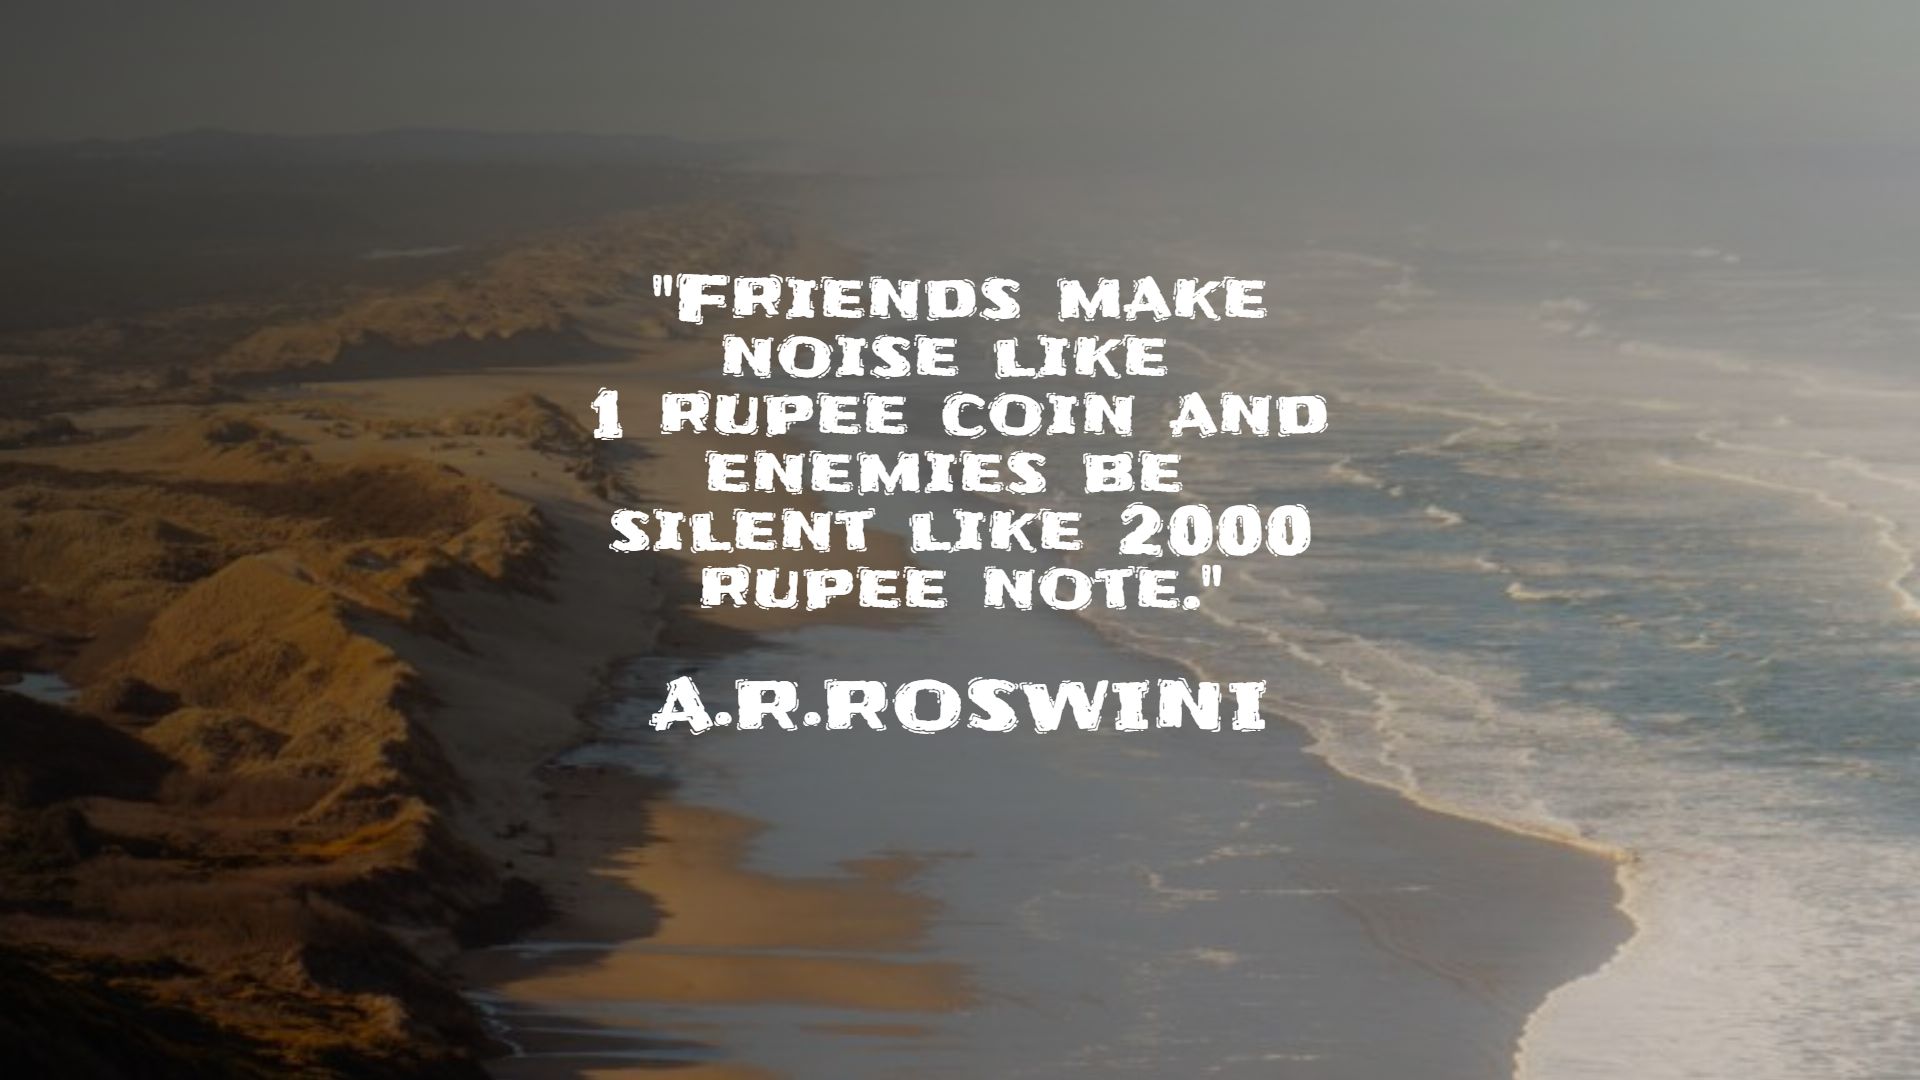 "Friends make
noise like
1 rupee coin and
enemies be
silent like 2000
rupee note."
A.R.ROSWINI